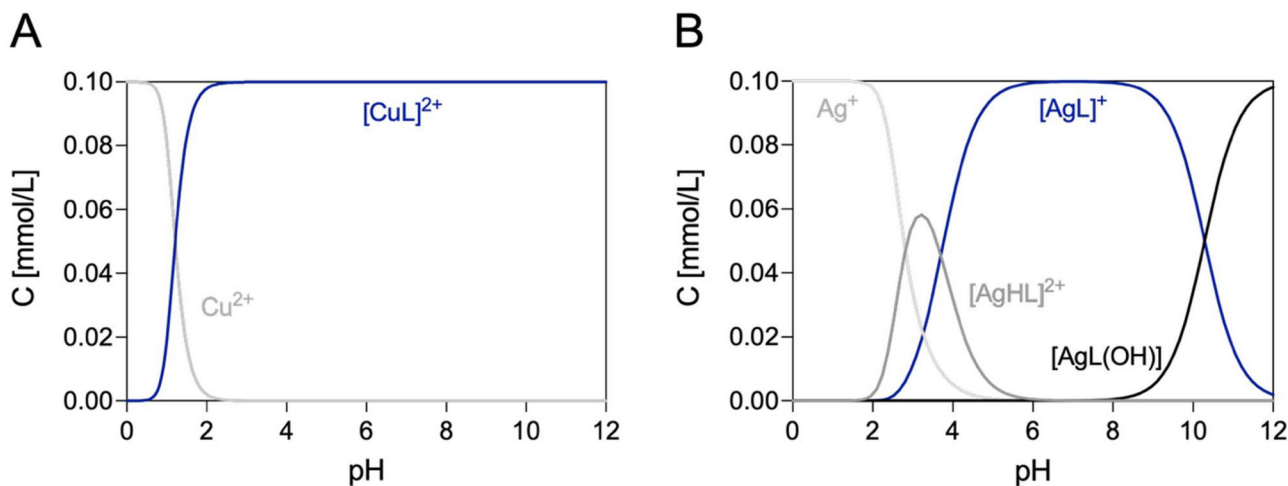 A
C [mmol/L]
0.10
0.08
0.06
0.04
0.02
0.00
[CuL]²⁺
Cu²⁺
0 2 4 6 8 10 12
pH
B
C [mmol/L]
0.10
0.08
0.06
0.04
0.02
0.00
Ag⁺
[AgL]⁺
[AgHL]²⁺
[AgL(OH)]
0 2 4 6 8 10 12
pH